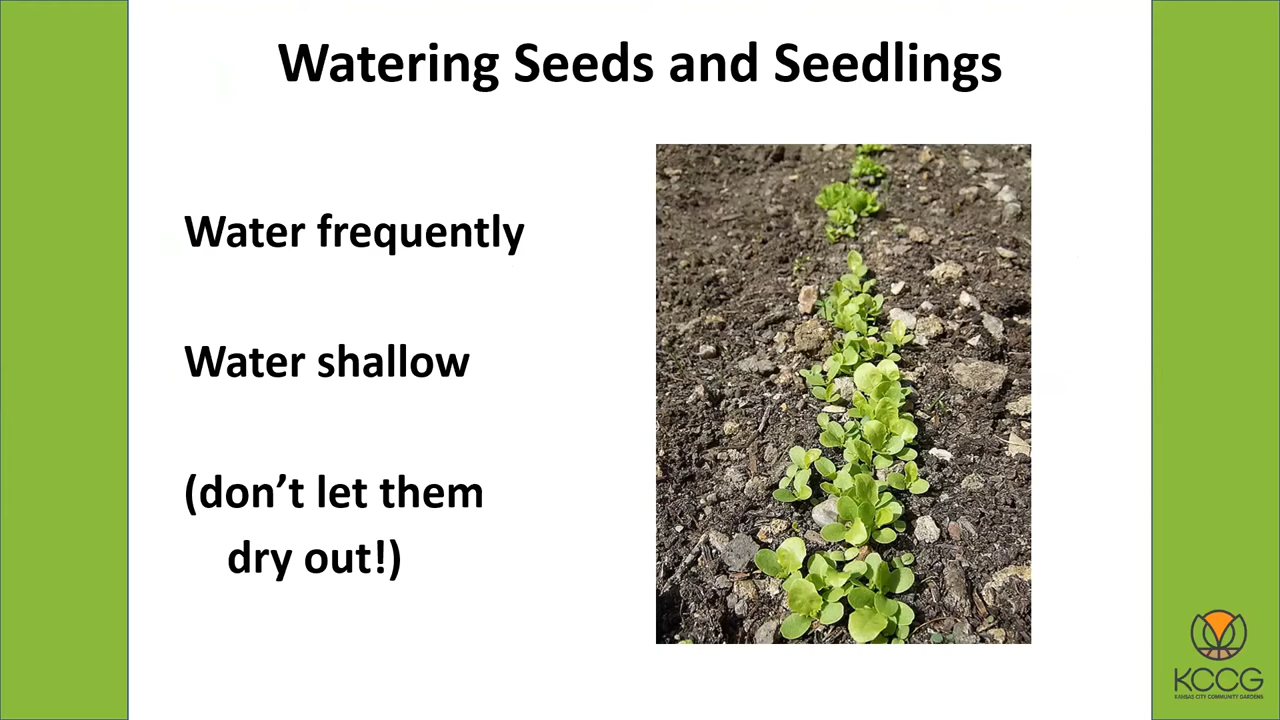 Watering Seeds and Seedlings
Water frequently
Water shallow
(don’t let them
dry out!)
KCCG
KANSAS CITY COMMUNITY GARDENS